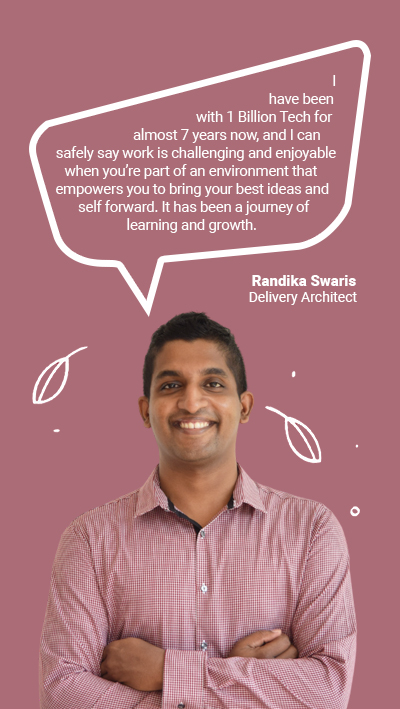 I
have been
with 1 Billion Tech for
almost 7 years now, and I can
safely say work is challenging and enjoyable
when you’re part of an environment that
empowers you to bring your best ideas and
self forward. It has been a journey of
learning and growth.
Randika Swaris
Delivery Architect